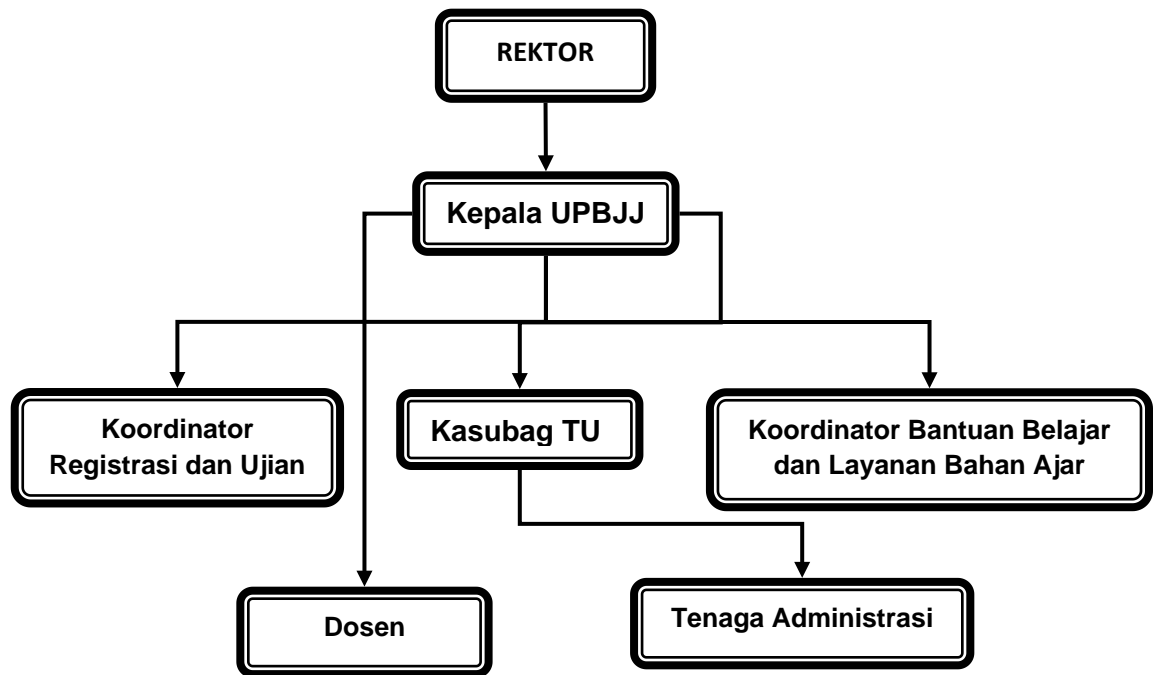 REKTOR
Kepala UPBJJ
Koordinator
Registrasi dan Ujian
Kasubag TU
Koordinator Bantuan Belajar
dan Layanan Bahan Ajar
Dosen
Tenaga Administrasi